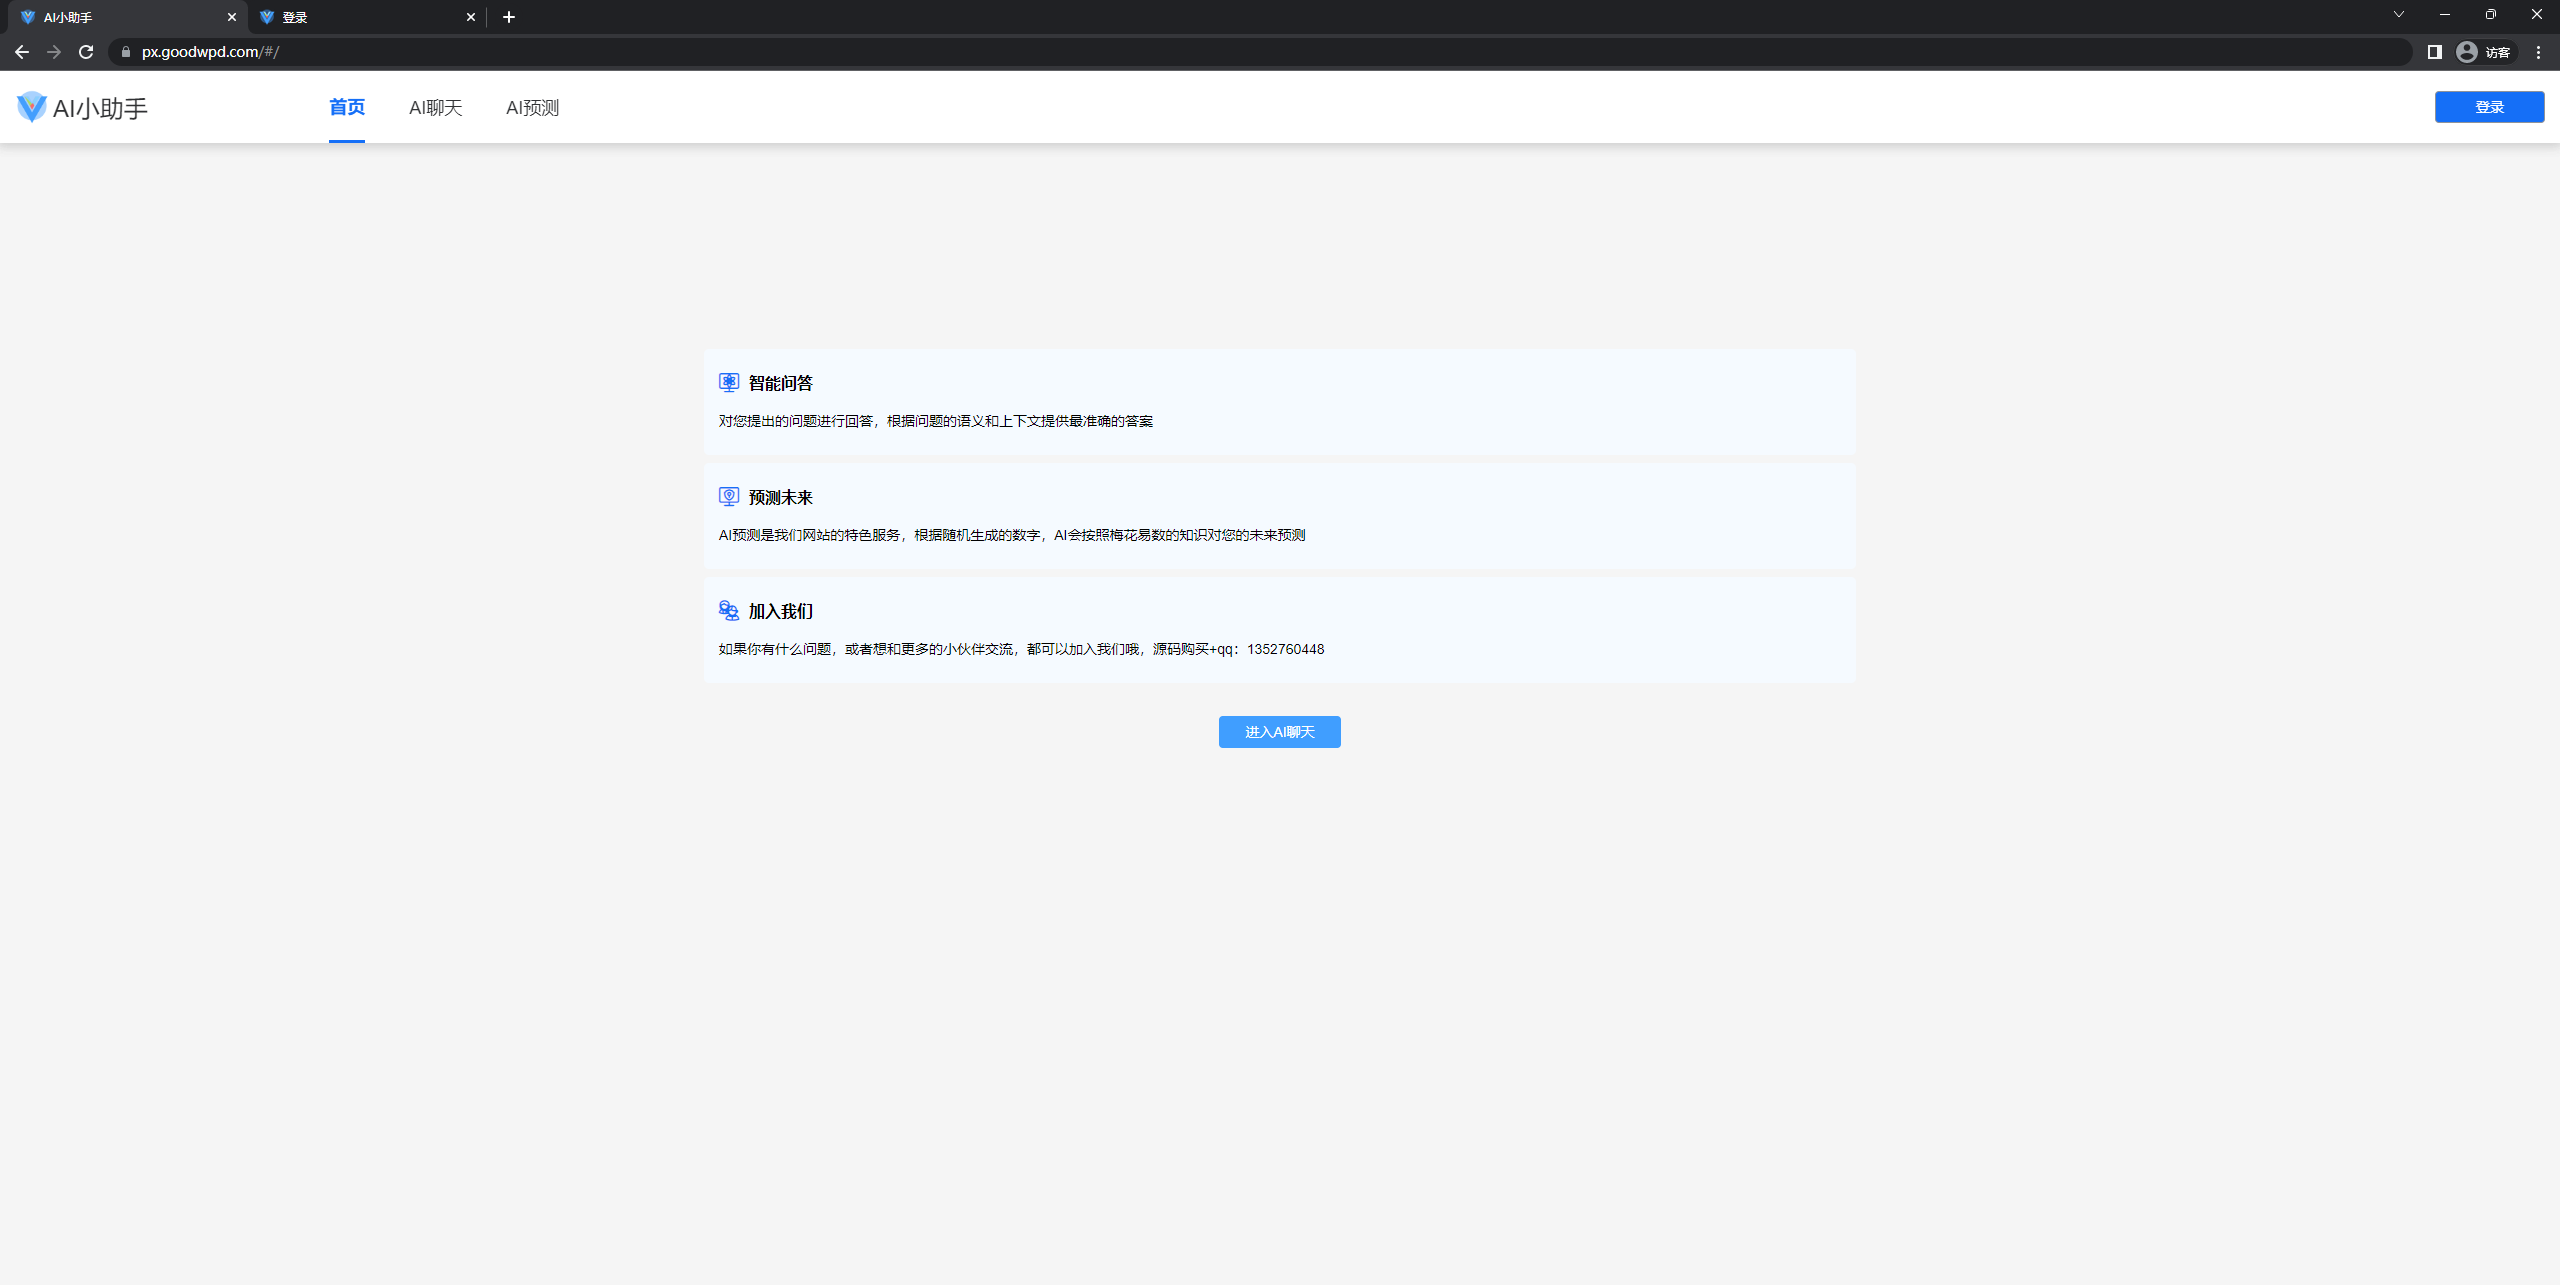 AI小助手
登录
px.goodwpd.com/#/
访客
AI小助手
首页
AI聊天
AI预测
登录
智能问答
对您提出的问题进行回答，根据问题的语义和上下文提供最准确的答案
预测未来
AI预测是我们网站的特色服务，根据随机生成的数字，AI会按照梅花易数的知识对您的未来预测
加入我们
如果你有什么问题，或者想和更多的小伙伴交流，都可以加入我们哦，源码购买+qq：1352760448
进入AI聊天